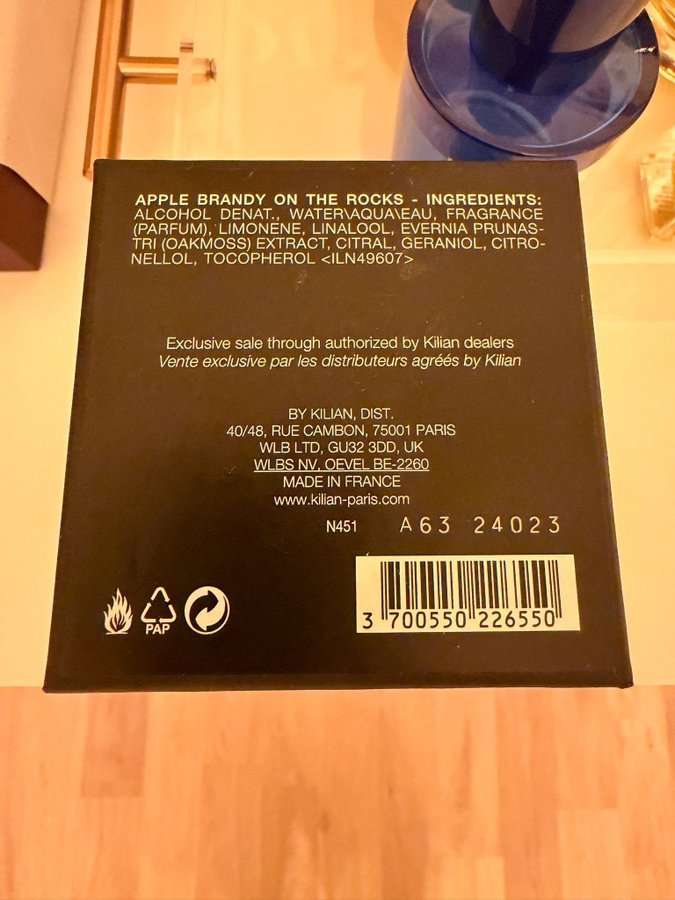 APPLE BRANDY ON THE ROCKS - INGREDIENTS:
ALCOHOL DENAT., WATER\AQUA\EAU, FRAGRANCE
(PARFUM), LIMONENE, LINALOOL, EVERNIA PRUNAS-
TRI (OAKMOSS) EXTRACT, CITRAL, GERANIOL, CITRO-
NELLOL, TOCOPHEROL <ILN49607>
Exclusive sale through authorized by Kilian dealers
Vente exclusive par les distributeurs agréés by Kilian
BY KILIAN, DIST.
40/48, RUE CAMBON, 75001 PARIS
WLB LTD, GU32 3DD, UK
WLBS NV, OEVEL BE-2260
MADE IN FRANCE
www.kilian-paris.com
N451 A63 24023
PAP
3 700550 226550